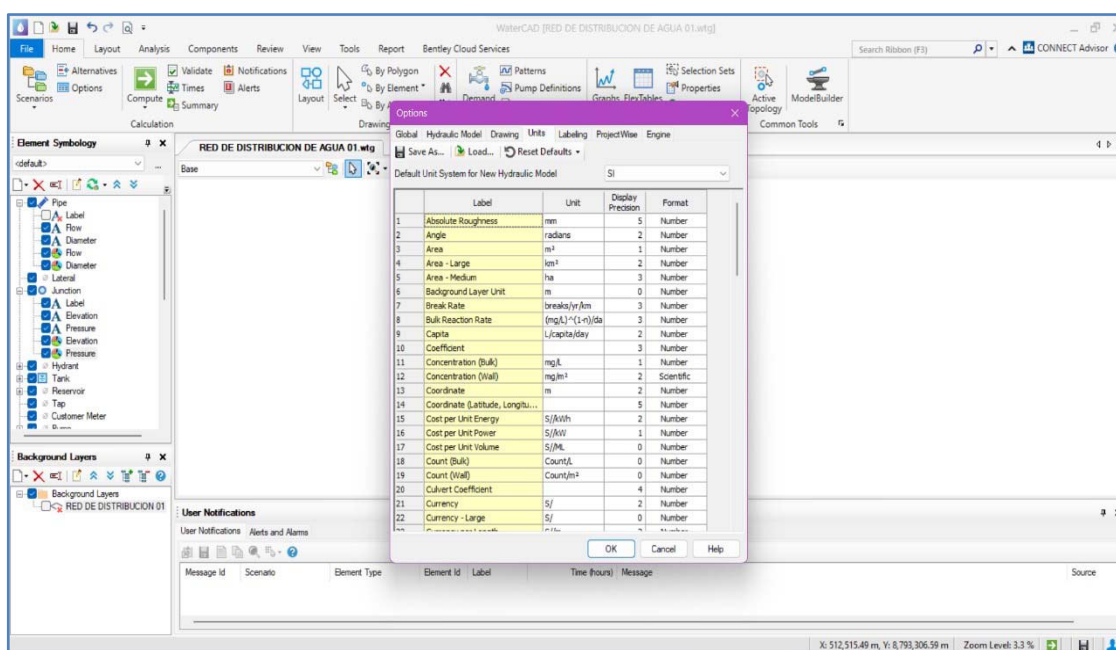 WaterCAD [RED DE DISTRIBUCION DE AGUA 01.wtg]
File Home Layout Analysis Components Review View Tools Report Bentley Cloud Services Search Ribbon (F3) CONNECT Advisor
Scenarios
Alternatives
Options
Compute
Validate
Times
Summary
Notifications
Alerts
Calculation
Layout
Select
By Polygon
By Element
By
Drawing
Demand
Patterns
Pump Definitions
Graphs FlexTables
Selection Sets
Properties
Active Topology
ModelBuilder
Common Tools
Element Symbology
<default>
Pipe
Label
Flow
Diameter
Flow
Diameter
Lateral
Junction
Label
Elevation
Pressure
Elevation
Pressure
Hydrant
Tank
Reservoir
Tap
Customer Meter
Background Layers
Background Layers
RED DE DISTRIBUCION 01
RED DE DISTRIBUCION DE AGUA 01.wtg
Base
Options
Global Hydraulic Model Drawing Units Labeling ProjectWise Engine
Save As... Load... Reset Defaults
Default Unit System for New Hydraulic Model SI
Label Unit Display Precision Format
1 Absolute Roughness mm 5 Number
2 Angle radians 2 Number
3 Area m² 1 Number
4 Area - Large km² 2 Number
5 Area - Medium ha 3 Number
6 Background Layer Unit m 0 Number
7 Break Rate breaks/yr/km 3 Number
8 Bulk Reaction Rate (mg/L)^(1-n)/da 3 Number
9 Capita L/capita/day 2 Number
10 Coefficient 3 Number
11 Concentration (Bulk) mg/L 1 Number
12 Concentration (Wall) mg/m² 2 Scientific
13 Coordinate m 2 Number
14 Coordinate (Latitude, Longitu... 5 Number
15 Cost per Unit Energy S//kWh 2 Number
16 Cost per Unit Power S//kW 1 Number
17 Cost per Unit Volume S//ML 0 Number
18 Count (Bulk) Count/L 0 Number
19 Count (Wall) Count/m² 0 Number
20 Culvert Coefficient 4 Number
21 Currency S/ 2 Number
22 Currency - Large S/ 0 Number
OK Cancel Help
User Notifications
User Notifications Alerts and Alarms
Message Id Scenario Element Type Element Id Label Time (hours) Message Source
X: 512,515.49 m, Y: 8,793,306.59 m Zoom Level: 3.3 %